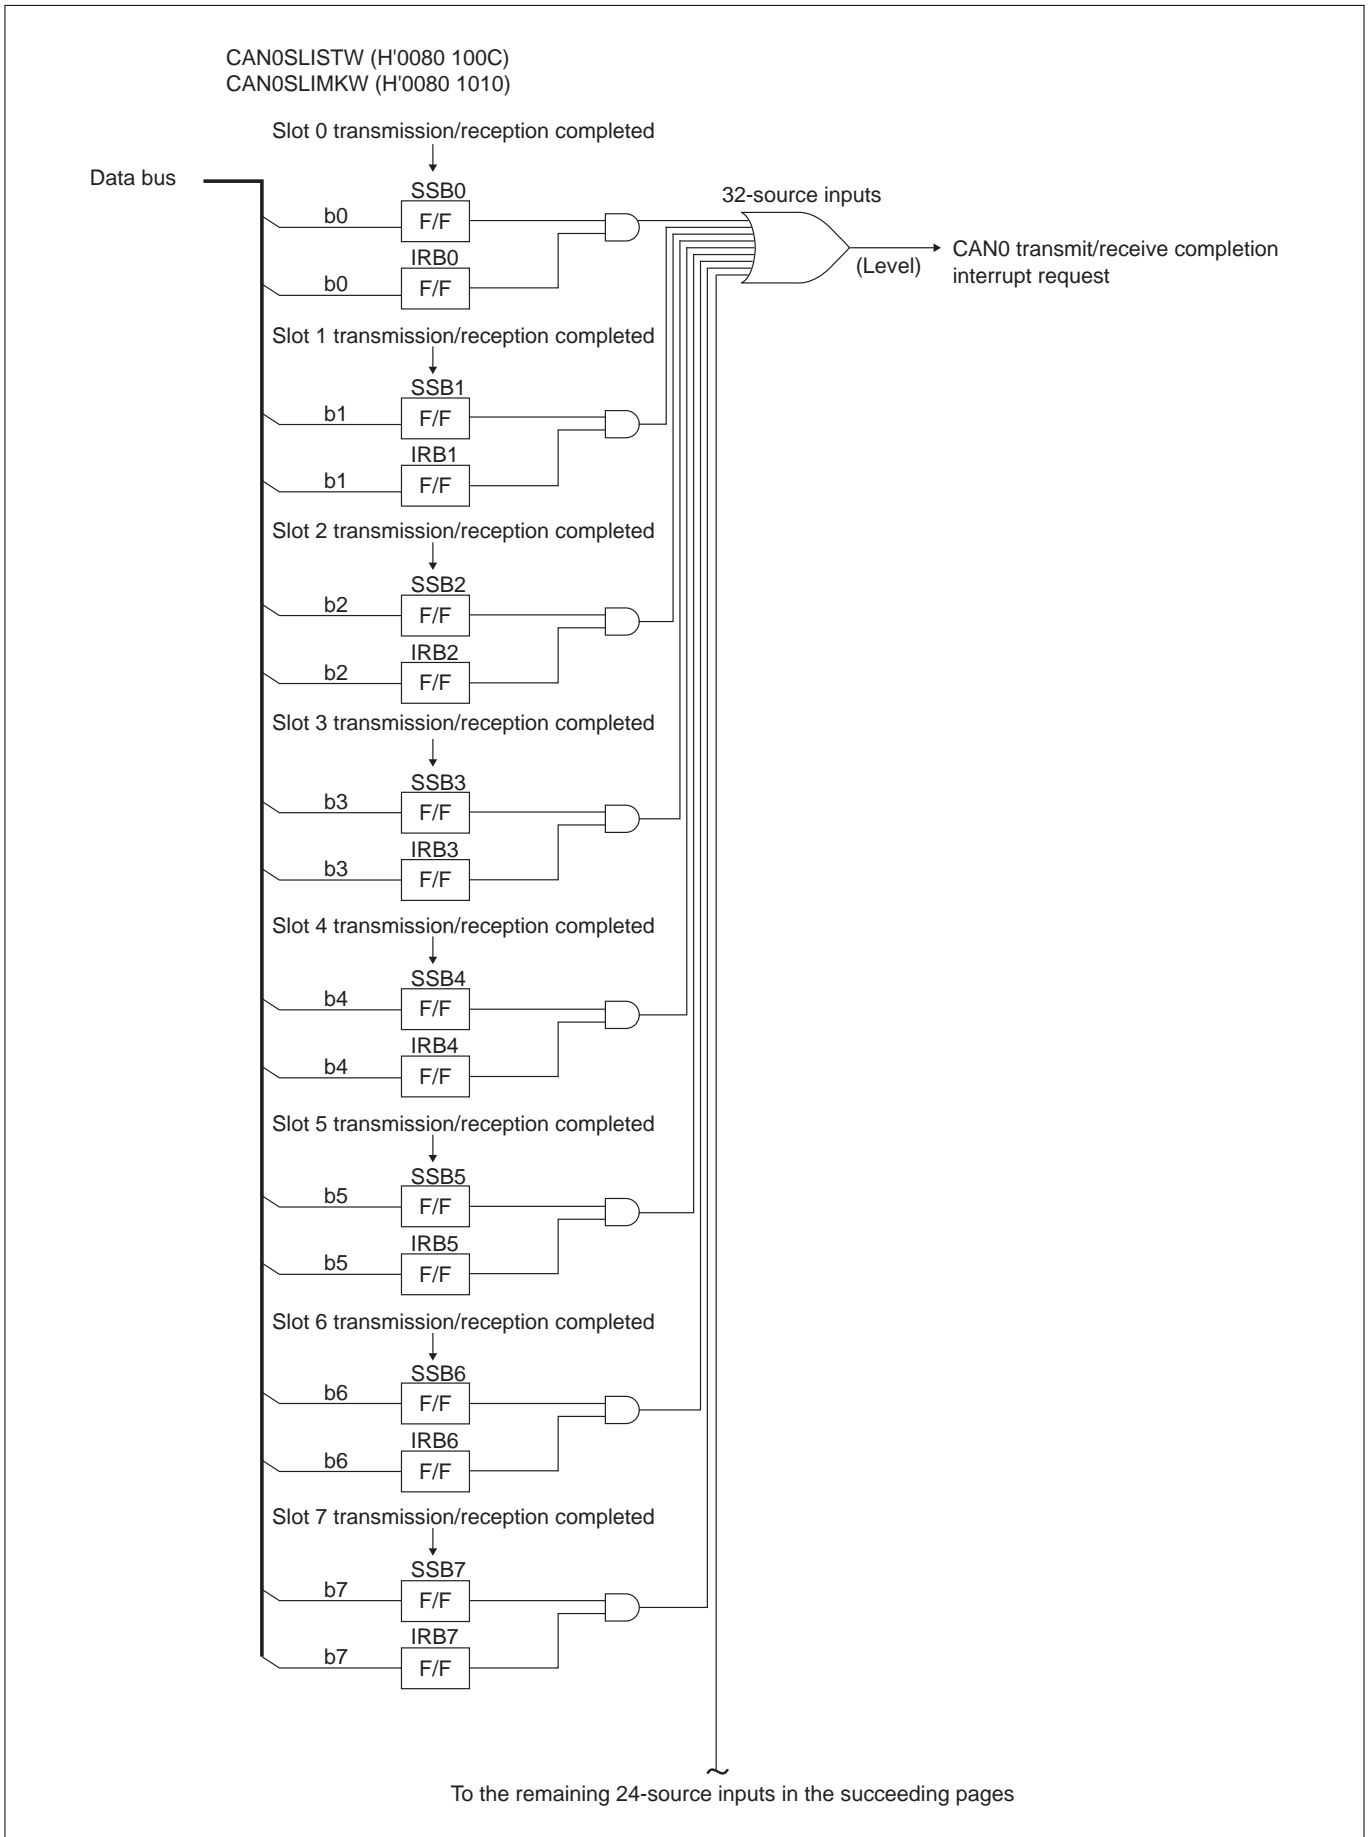 CAN0SLISTW (H'0080 100C)
CAN0SLIMKW (H'0080 1010)
Slot 0 transmission/reception completed
Data bus
SSB0
32-source inputs
b0
F/F
(Level)
CAN0 transmit/receive completion
interrupt request
IRB0
b0
F/F
Slot 1 transmission/reception completed
SSB1
b1
F/F
IRB1
b1
F/F
Slot 2 transmission/reception completed
SSB2
b2
F/F
IRB2
b2
F/F
Slot 3 transmission/reception completed
SSB3
b3
F/F
IRB3
b3
F/F
Slot 4 transmission/reception completed
SSB4
b4
F/F
IRB4
b4
F/F
Slot 5 transmission/reception completed
SSB5
b5
F/F
IRB5
b5
F/F
Slot 6 transmission/reception completed
SSB6
b6
F/F
IRB6
b6
F/F
Slot 7 transmission/reception completed
SSB7
b7
F/F
IRB7
b7
F/F
To the remaining 24-source inputs in the succeeding pages